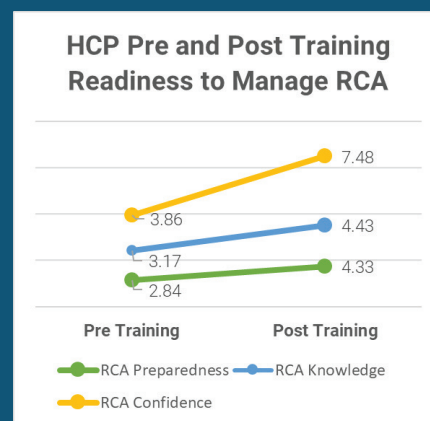 HCP Pre and Post Training
Readiness to Manage RCA
7.48
3.86
4.43
3.17
4.33
2.84
Pre Training Post Training
RCA Preparedness RCA Knowledge
RCA Confidence